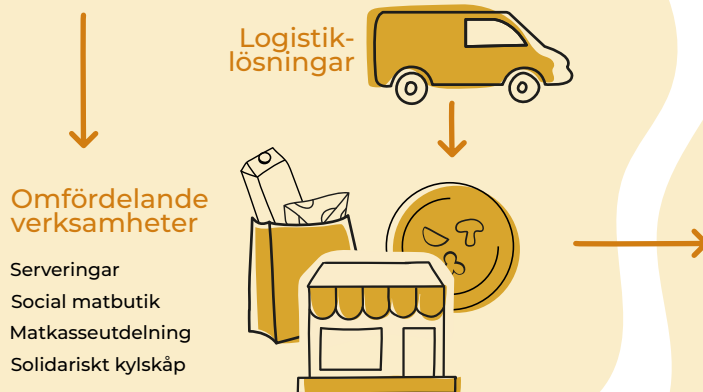 Logistik-
lösningar
Omfördelande
verksamheter
Serveringar
Social matbutik
Matkasseutdelning
Solidariskt kylskåp